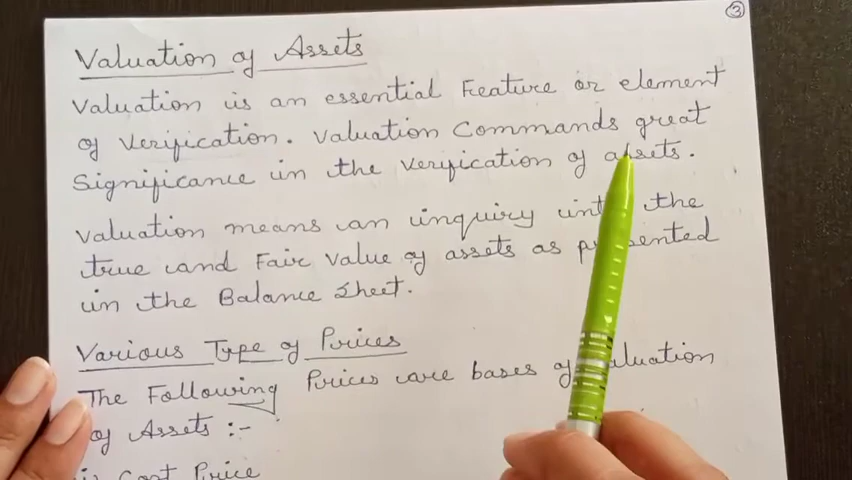 3
Valuation of Assets
Valuation is an essential Feature or element
of Verification. Valuation Commands great
Significance in the Verification of assets.
Valuation means an inquiry into the
true and Fair Value of assets as presented
in the Balance Sheet.
Various Type of Prices
The Following Prices are bases of Valuation
of Assets :-
Cost Price